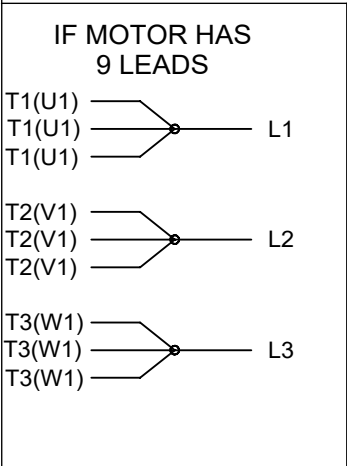 IF MOTOR HAS
9 LEADS
T1(U1)
T1(U1) L1
T1(U1)
T2(V1)
T2(V1) L2
T2(V1)
T3(W1)
T3(W1) L3
T3(W1)